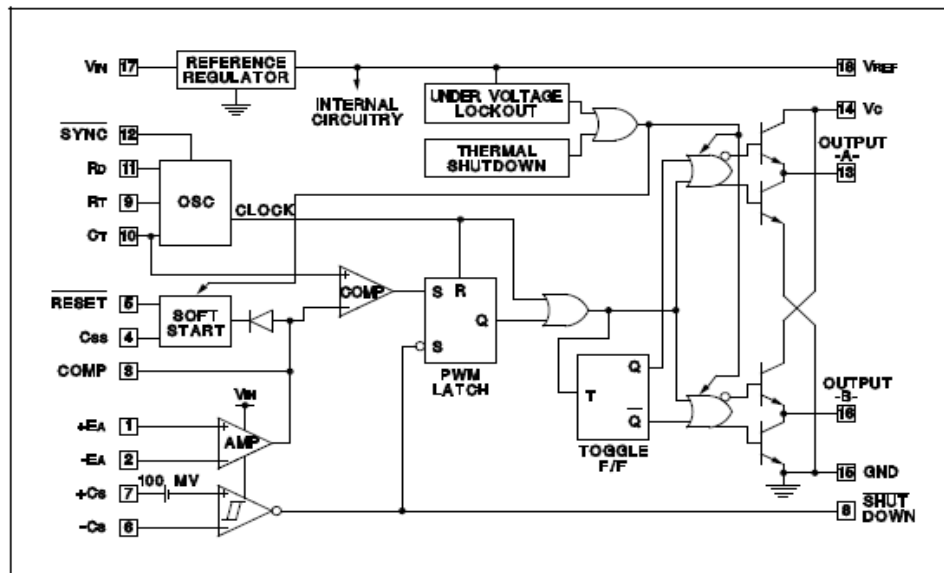 VIN 17
REFERENCE
REGULATOR
18 VREF
INTERNAL
CIRCUITRY
UNDER VOLTAGE
LOCKOUT
THERMAL
SHUTDOWN
14 VC
OUTPUT
-A-
13
SYNC 12
RD 11
RT 9
CT 10
OSC
CLOCK
RESET 5
CSS 4
SOFT
START
COMP 3
+ COMP -
S R
Q
S
PWM
LATCH
T
Q
Q
TOGGLE
F/F
OUTPUT
-B-
16
VIN
+EA 1
-EA 2
+ AMP -
+CS 7
100 MV
-CS 6
+ -
15 GND
8 SHUT
DOWN